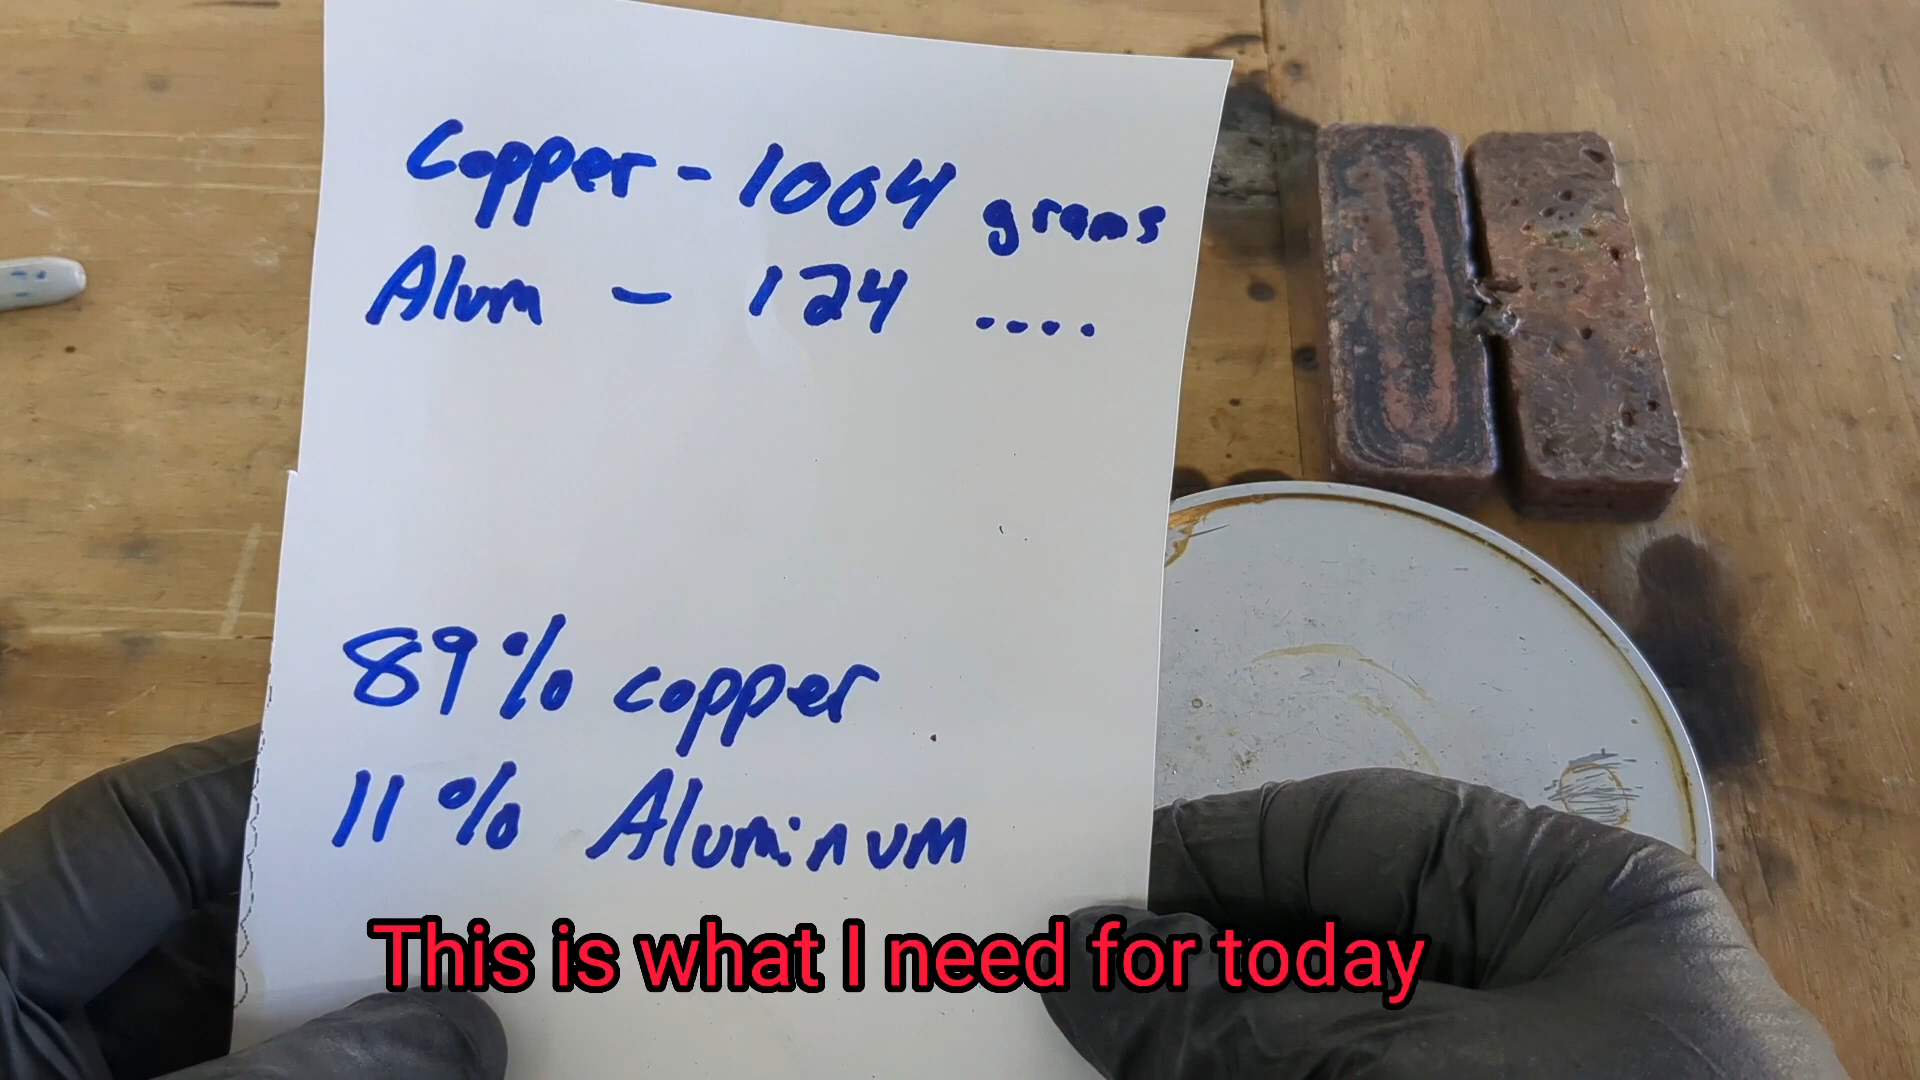 Copper - 1004 grams
Alum - 124 ....
89% copper
11% Aluminum
This is what I need for today